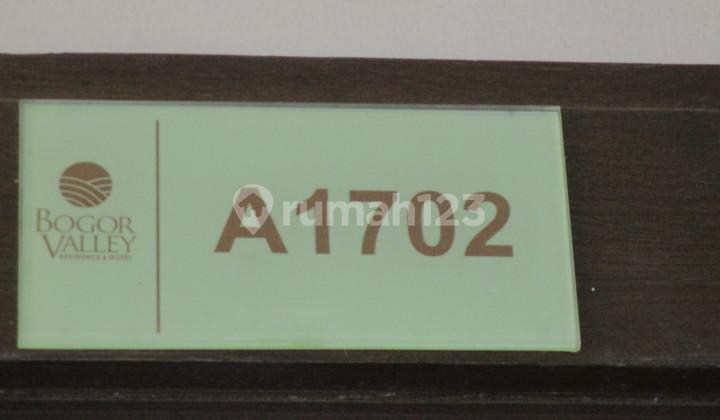 BOGOR
VALLEY
RESIDENCE & HOTEL
A1702
rumah123